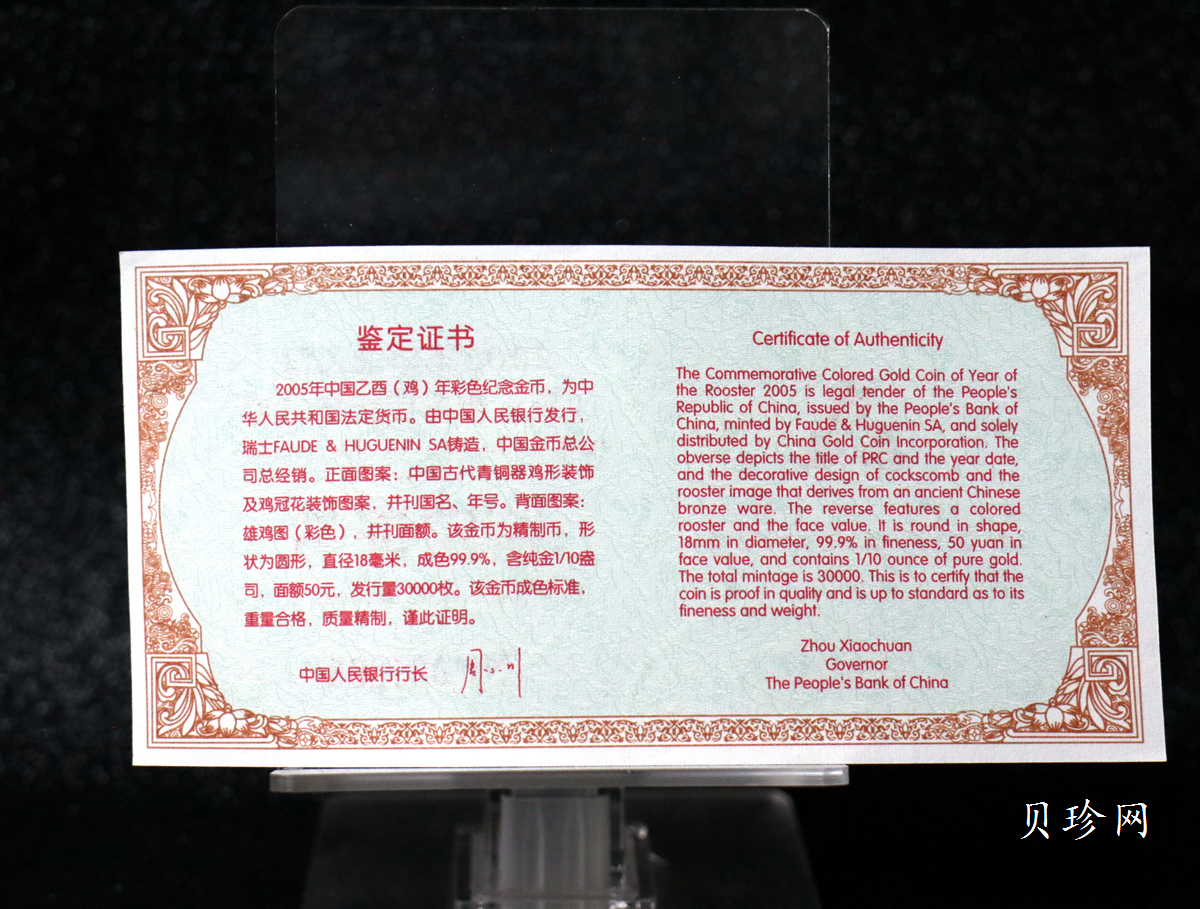 鉴定证书
2005年中国乙酉（鸡）年彩色纪念金币，为中
华人民共和国法定货币。由中国人民银行发行，
瑞士FAUDE & HUGUENIN SA铸造，中国金币总公
司总经销。正面图案：中国古代青铜器鸡形装饰
及鸡冠花装饰图案，并刊国名、年号。背面图案：
雄鸡图（彩色），并刊面额。该金币为精制币，形
状为圆形，直径18毫米，成色99.9%，含纯金1/10盎
司，面额50元，发行量30000枚。该金币成色标准，
重量合格，质量精制，谨此证明。
中国人民银行行长 周小川
Certificate of Authenticity
The Commemorative Colored Gold Coin of Year of
the Rooster 2005 is legal tender of the People's
Republic of China, issued by the People's Bank of
China, minted by Faude & Huguenin SA, and solely
distributed by China Gold Coin Incorporation. The
obverse depicts the title of PRC and the year date,
and the decorative design of cockscomb and the
rooster image that derives from an ancient Chinese
bronze ware. The reverse features a colored
rooster and the face value. It is round in shape,
18mm in diameter, 99.9% in fineness, 50 yuan in
face value, and contains 1/10 ounce of pure gold.
The total mintage is 30000. This is to certify that the
coin is proof in quality and is up to standard as to its
fineness and weight.
Zhou Xiaochuan
Governor
The People's Bank of China
贝珍网